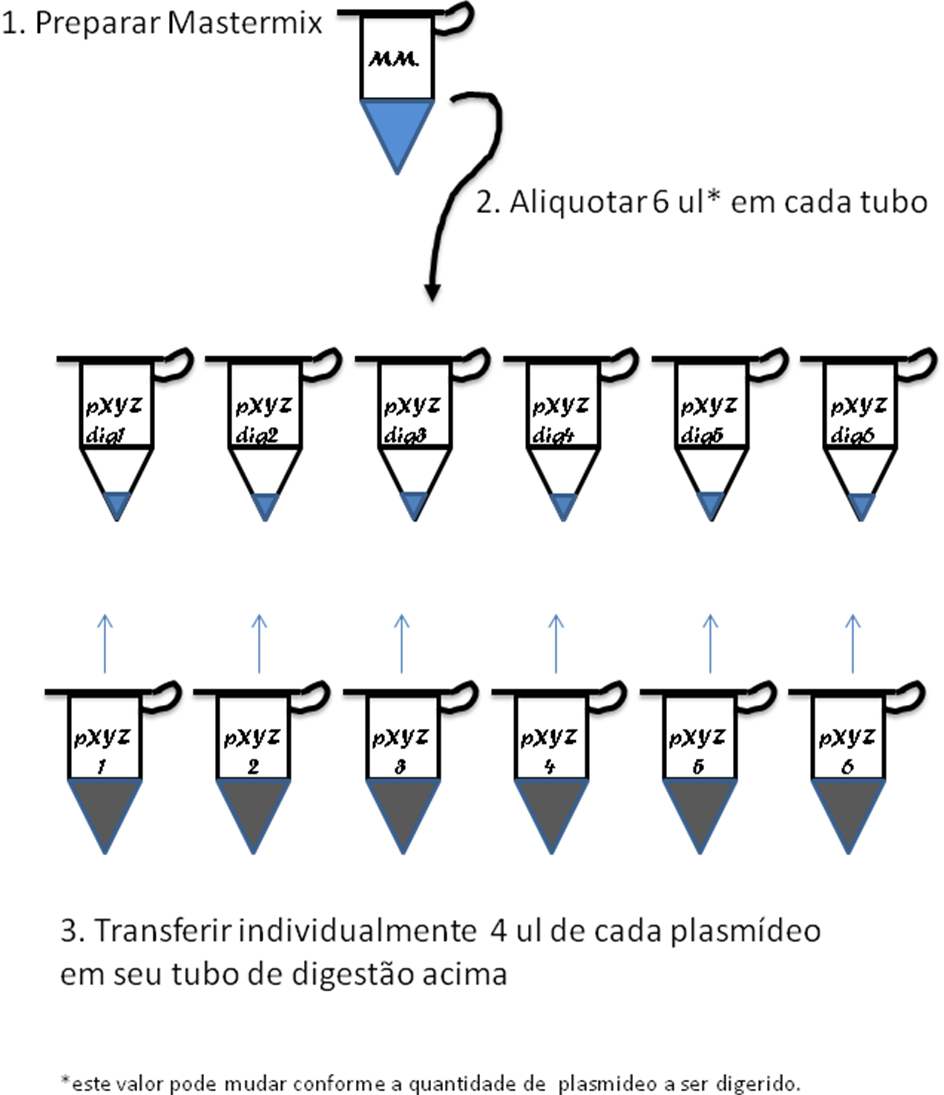 1. Preparar Mastermix
MM.
2. Aliquotar 6 ul* em cada tubo
pXYZ dig1
pXYZ dig2
pXYZ dig3
pXYZ dig4
pXYZ dig5
pXYZ dig6
pXYZ 1
pXYZ 2
pXYZ 3
pXYZ 4
pXYZ 5
pXYZ 6
3. Transferir individualmente 4 ul de cada plasmídeo
em seu tubo de digestão acima
*este valor pode mudar conforme a quantidade de plasmideo a ser digerido.